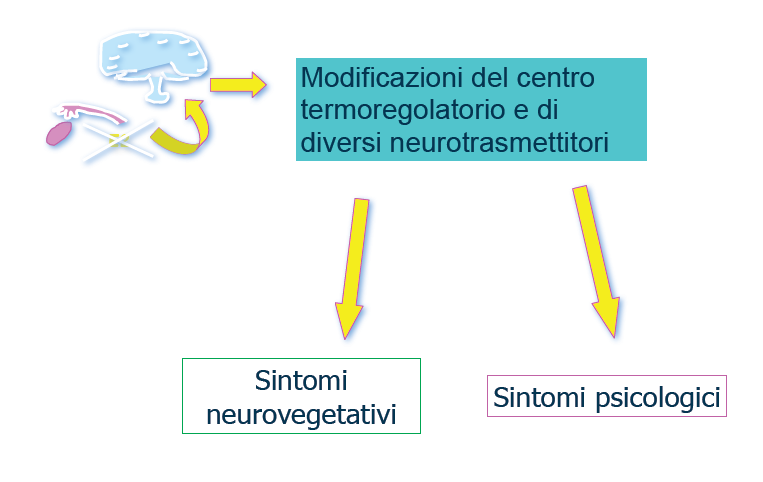 Modificazioni del centro
termoregolatorio e di
diversi neurotrasmettitori
Sintomi
neurovegetativi
Sintomi psicologici